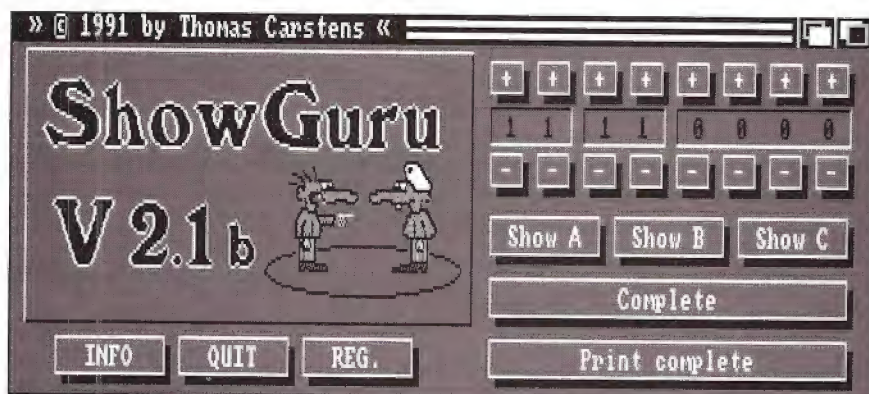 » © 1991 by Thomas Carstens «
ShowGuru
V 2.1 b
+ + + + + + + +
1 1 1 1 0 0 0 0
- - - - - - - -
Show A Show B Show C
Complete
INFO QUIT REG.
Print complete